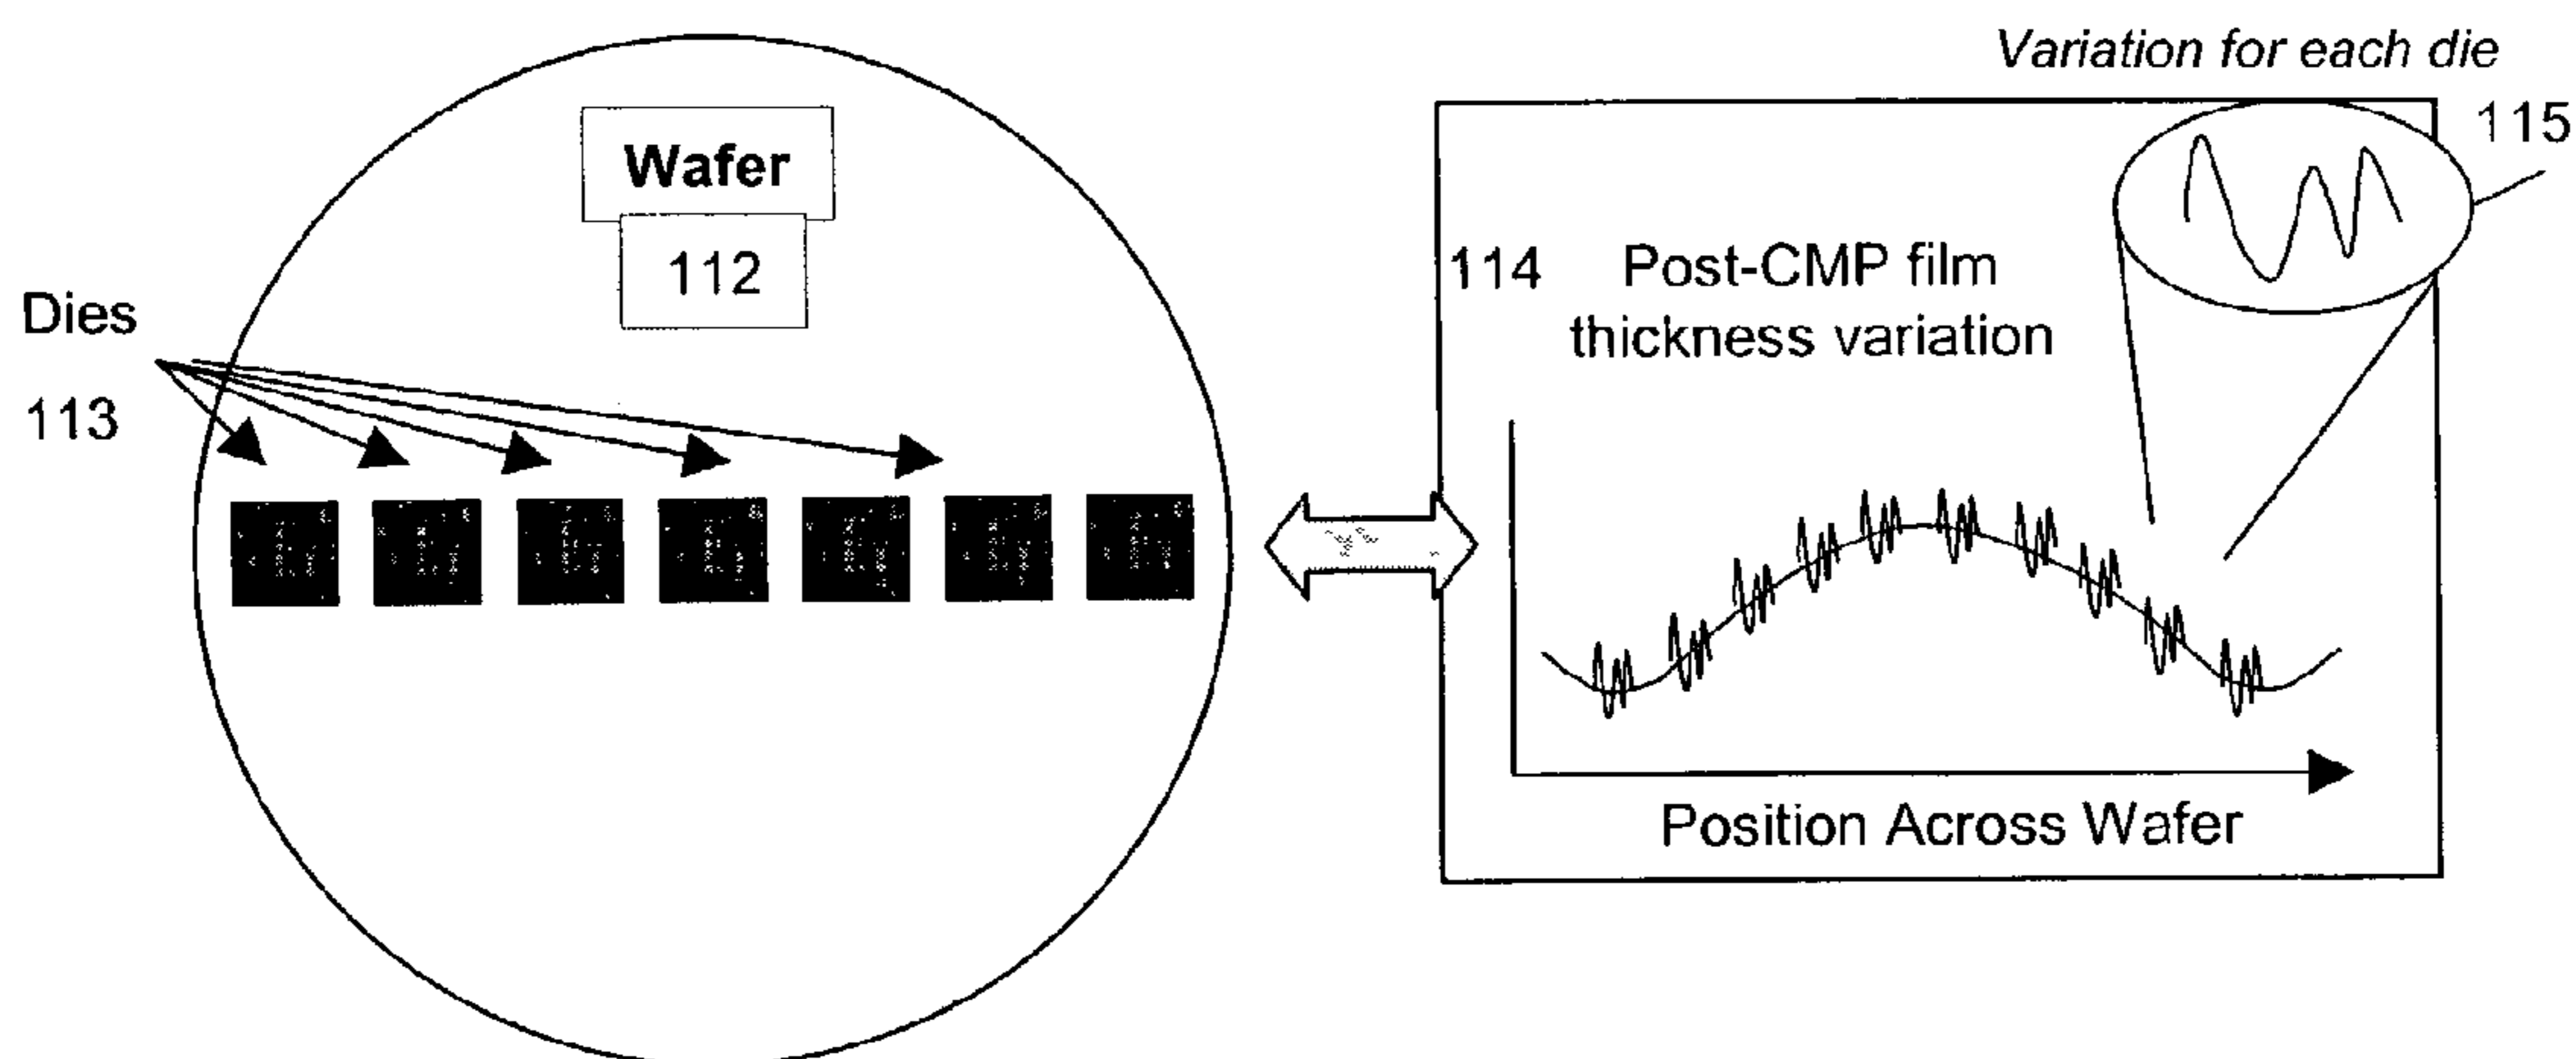 Variation for each die
115
Wafer
112
Dies
113
114
Post-CMP film
thickness variation
Position Across Wafer